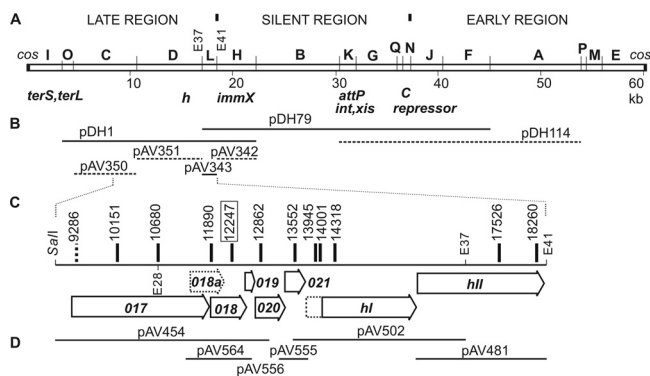 A LATE REGION SILENT REGION EARLY REGION
cos I O C D E37 L E41 H B K G Q N J F A P M E cos
10 20 30 40 50 60
terS,terL h immX attP C kb
int,xis repressor
B pDH1 pDH79 pDH114
pAV351 pAV342
pAV350 pAV343
C SalI 9286 10151 10680 11890 12247 12862 13552 13945 14001 14318 E37 17526 18260 E41
E28 018a 019 021 hII
017 018 020 hI
D pAV454 pAV502
pAV564 pAV555 pAV481
pAV556